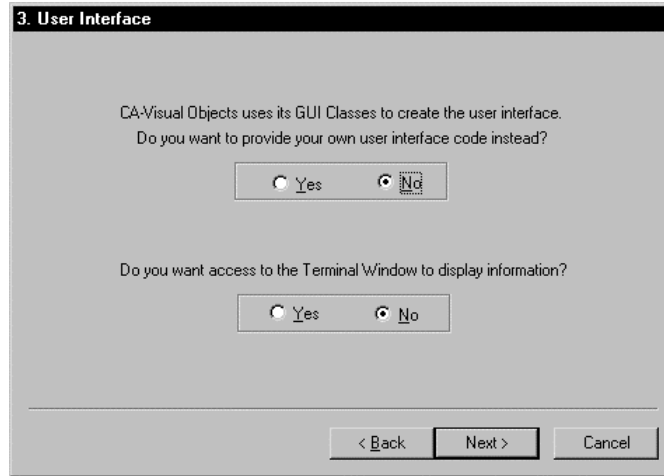 3. User Interface
CA-Visual Objects uses its GUI Classes to create the user interface.
Do you want to provide your own user interface code instead?
Yes No
Do you want access to the Terminal Window to display information?
Yes No
< Back Next > Cancel